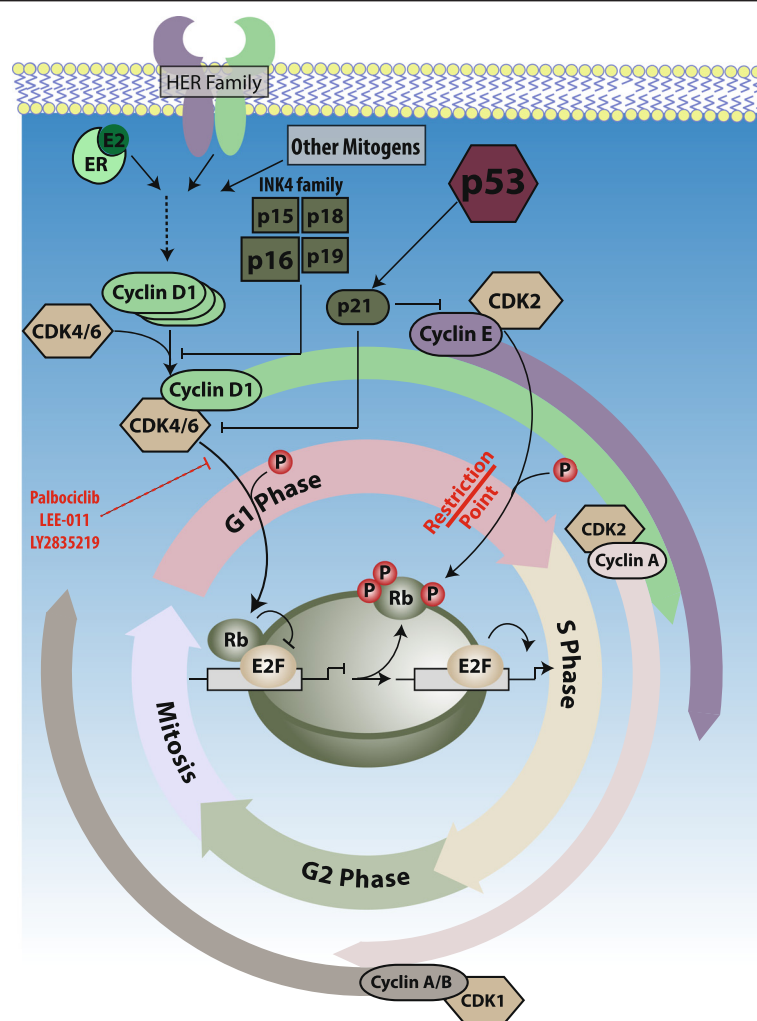 HER Family
E2
ER
Other Mitogens
p53
INK4 family
p15
p18
p16
p19
p21
Cyclin D1
CDK4/6
CDK2
Cyclin E
Cyclin D1
CDK4/6
P
G1 Phase
Restriction
Point
P
Palbociclib
LEE-011
LY2835219
CDK2
Cyclin A
P
P
Rb
P
Rb
E2F
E2F
S Phase
Mitosis
G2 Phase
Cyclin A/B
CDK1